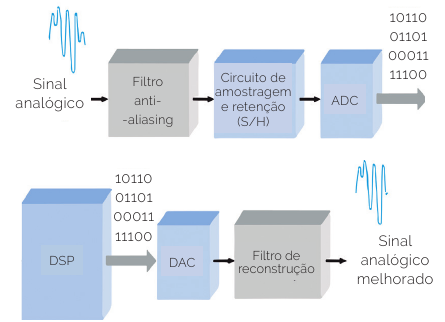 Sinal
analógico
Filtro
anti-
-aliasing
Circuito de
amostragem
e retenção
(S/H)
ADC
10110
01101
00011
11100
DSP
10110
01101
00011
11100
DAC
Filtro de
reconstrução
Sinal
analógico
melhorado